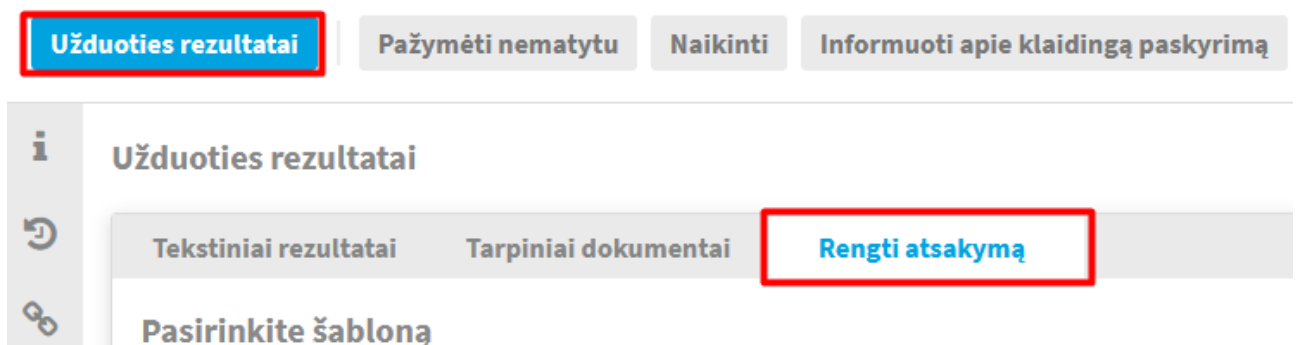 Užduoties rezultatai Pažymėti nematytu Naikinti Informuoti apie klaidingą paskyrimą
Užduoties rezultatai
Tekstiniai rezultatai Tarpiniai dokumentai Rengti atsakymą
Pasirinkite šabloną